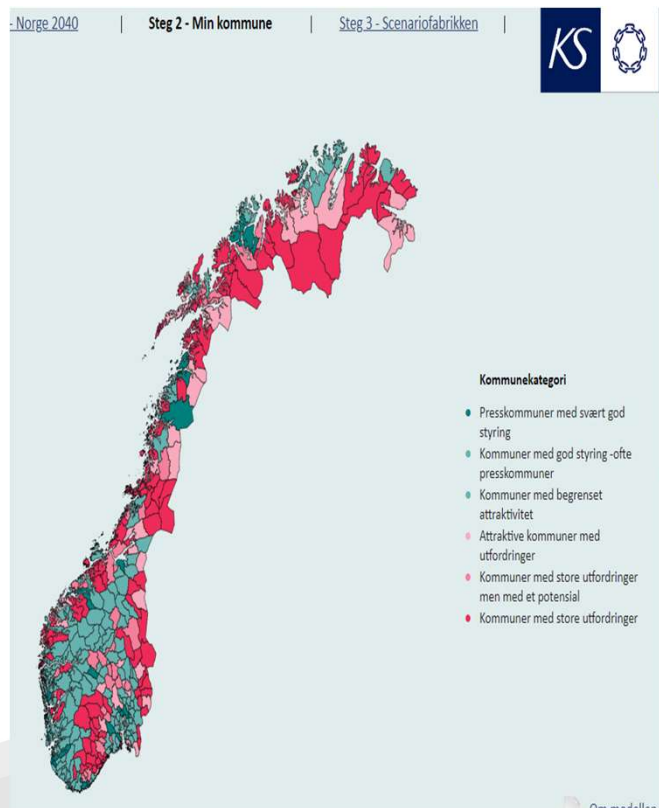 - Norge 2040 | Steg 2 - Min kommune | Steg 3 - Scenariofabrikken |
KS
Kommunekategori
Presskommuner med svært god
styring
Kommuner med god styring -ofte
presskommuner
Kommuner med begrenset
attraktivitet
Attraktive kommuner med
utfordringer
Kommuner med store utfordringer
men med et potensial
Kommuner med store utfordringer
Om modellen